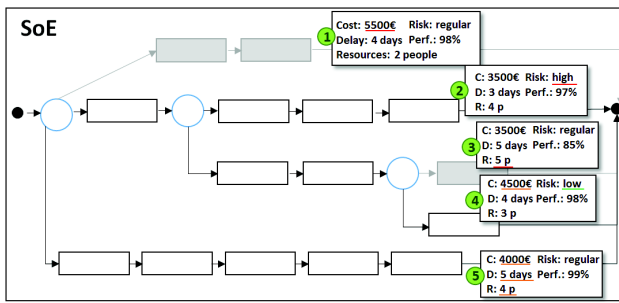 SoE
1
Cost: 5500€ Risk: regular
Delay: 4 days Perf.: 98%
Resources: 2 people
2
C: 3500€ Risk: high
D: 3 days Perf.: 97%
R: 4 p
3
C: 3500€ Risk: regular
D: 5 days Perf.: 85%
R: 5 p
4
C: 4500€ Risk: low
D: 4 days Perf.: 98%
R: 3 p
5
C: 4000€ Risk: regular
D: 5 days Perf.: 99%
R: 4 p